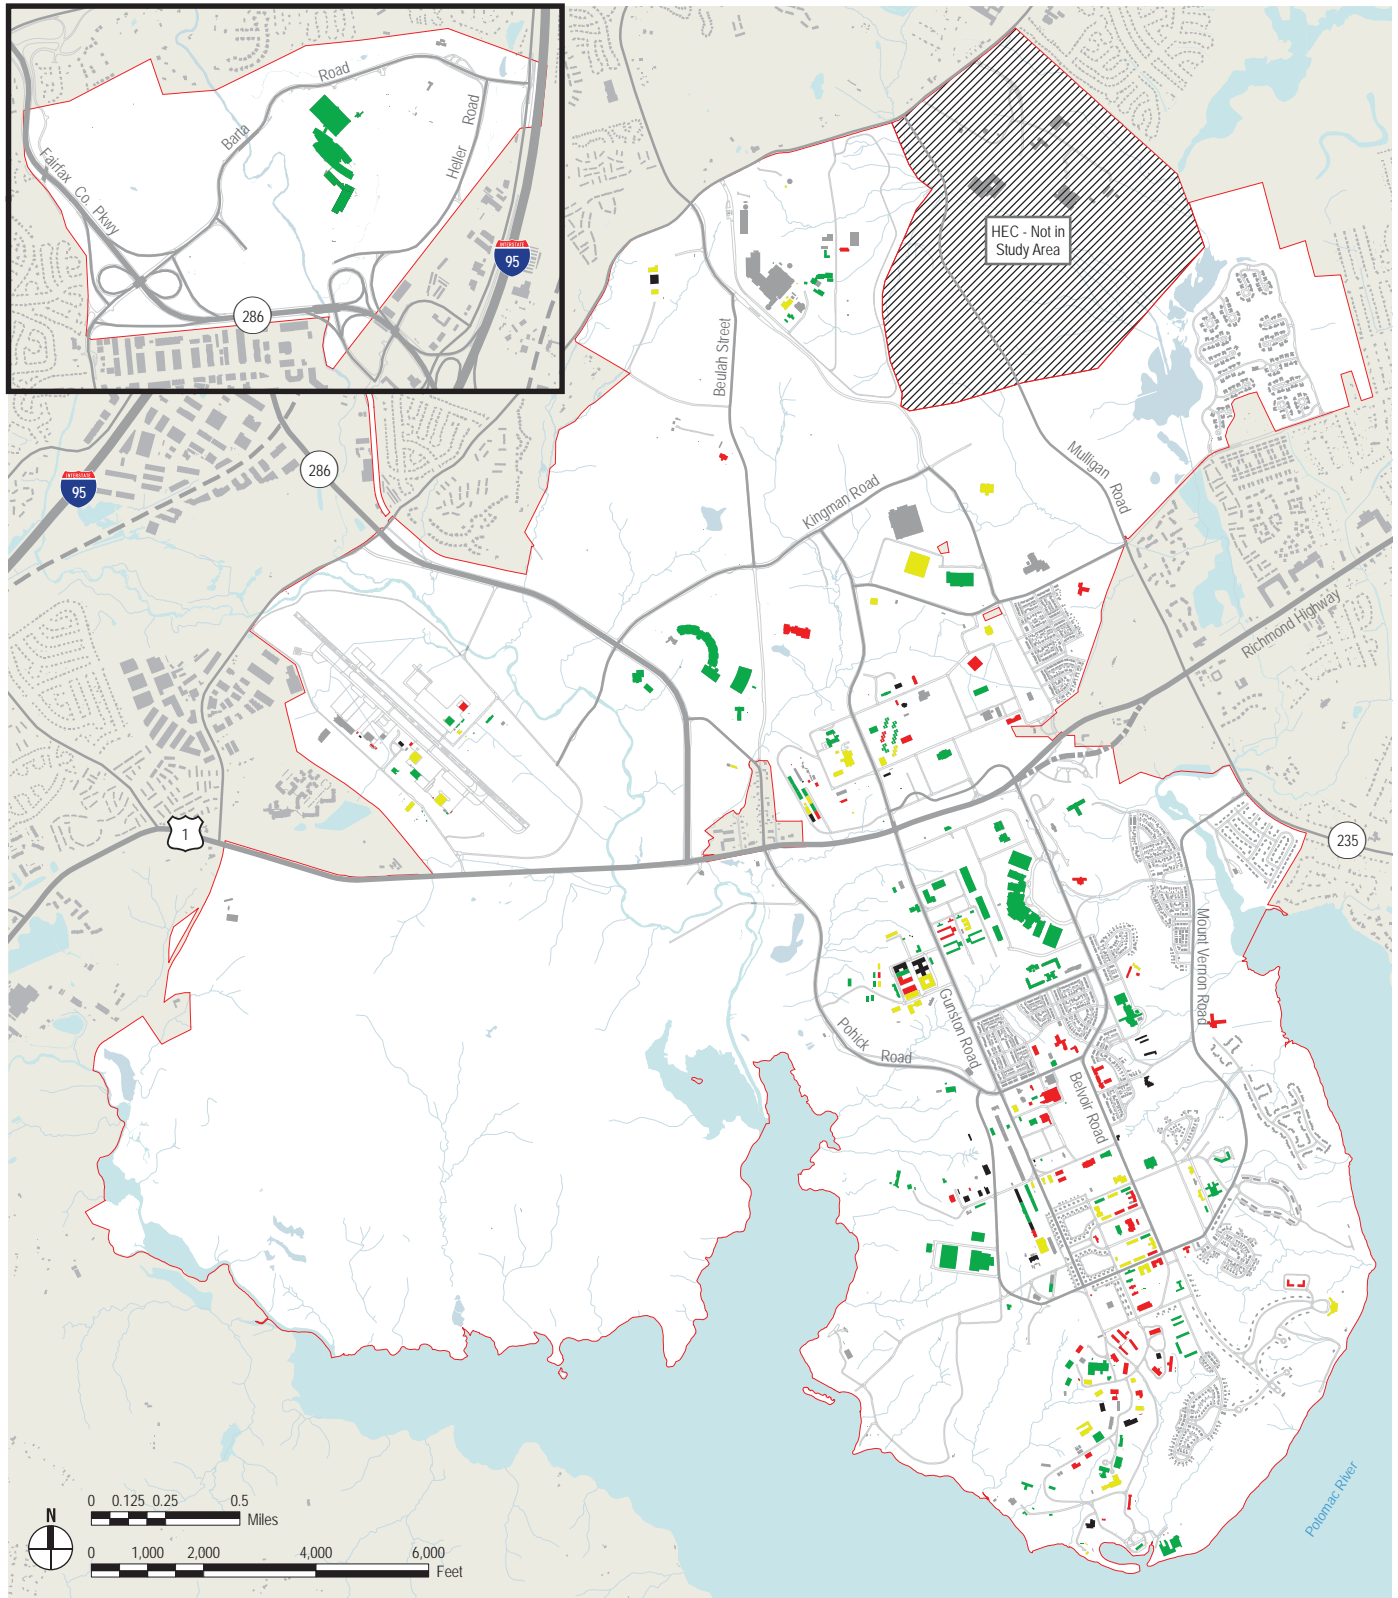 Road
Barta
Heller
Road
Fairfax Co. Pkwy
INTERSTATE
95
286
HEC - Not in
Study Area
Beulah Street
Mulligan Road
INTERSTATE
95
286
Kingman Road
Richmond Highway
1
235
Mount Vernon Road
Gunston Road
Pohick Road
Belvoir Road
Potomac River
N
0 0.125 0.25 0.5
Miles
0 1,000 2,000 4,000 6,000
Feet